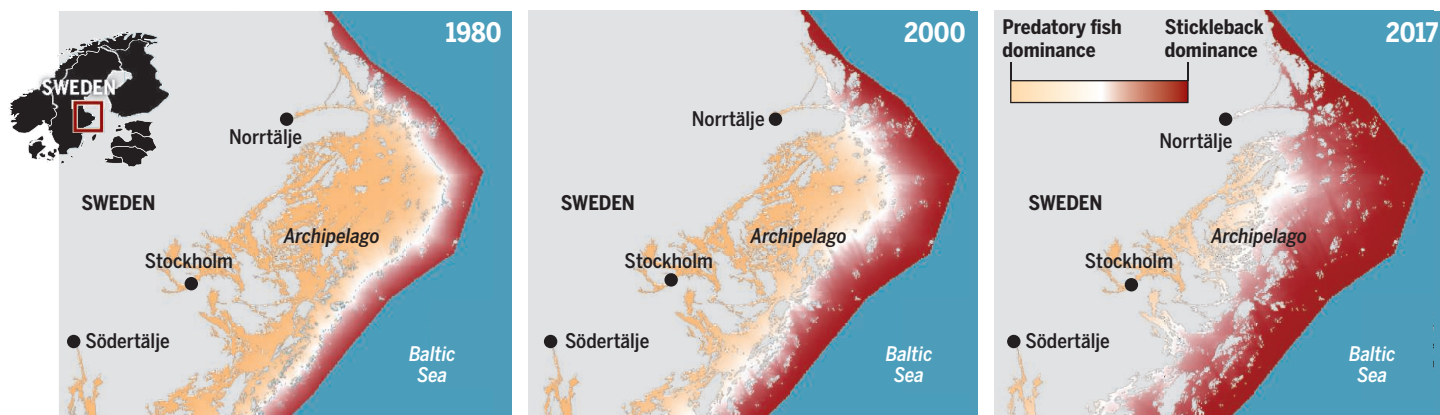 SWEDEN
1980
Norrtälje
SWEDEN
Archipelago
Stockholm
Södertälje
Baltic
Sea
2000
Norrtälje
SWEDEN
Archipelago
Stockholm
Södertälje
Baltic
Sea
Predatory fish
dominance
Stickleback
dominance
2017
Norrtälje
SWEDEN
Archipelago
Stockholm
Södertälje
Baltic
Sea